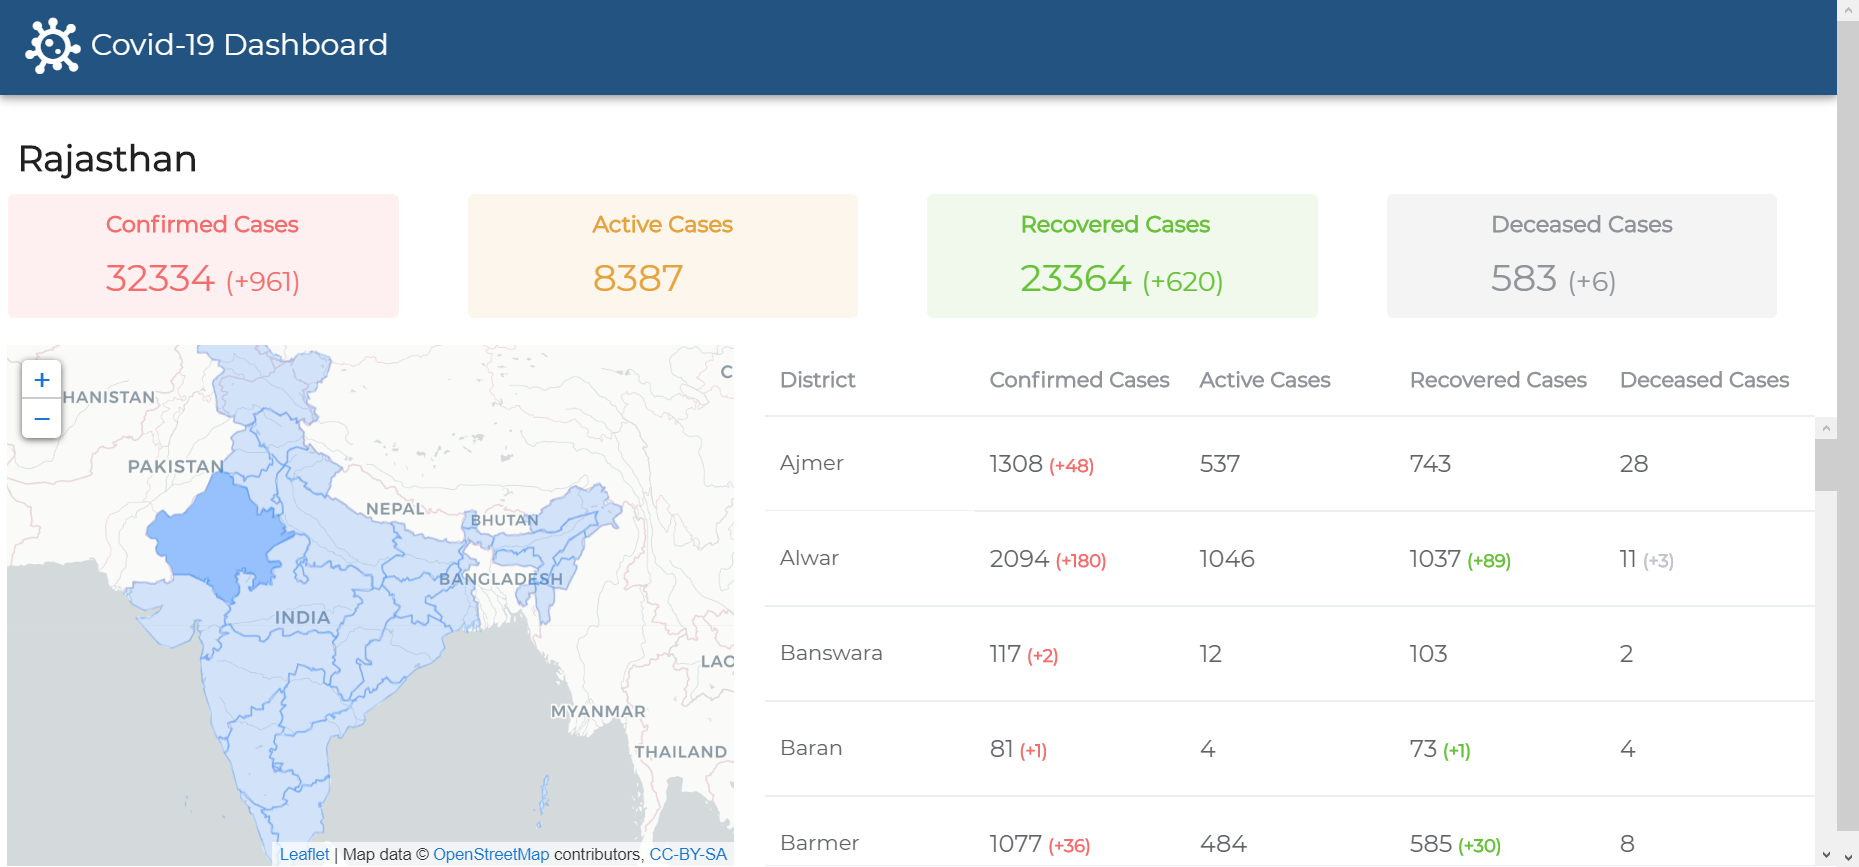 Covid-19 Dashboard
Rajasthan
Confirmed Cases
32334 (+961)
Active Cases
8387
Recovered Cases
23364 (+620)
Deceased Cases
583 (+6)
+
−
HANISTAN
C
PAKISTAN
NEPAL
BHUTAN
BANGLADESH
INDIA
LAO
MYANMAR
THAILAND
Leaflet | Map data © OpenStreetMap contributors, CC-BY-SA
District Confirmed Cases Active Cases Recovered Cases Deceased Cases
Ajmer 1308 (+48) 537 743 28
Alwar 2094 (+180) 1046 1037 (+89) 11 (+3)
Banswara 117 (+2) 12 103 2
Baran 81 (+1) 4 73 (+1) 4
Barmer 1077 (+36) 484 585 (+30) 8